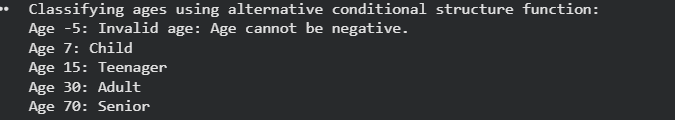 Classifying ages using alternative conditional structure function:
Age -5: Invalid age: Age cannot be negative.
Age 7: Child
Age 15: Teenager
Age 30: Adult
Age 70: Senior